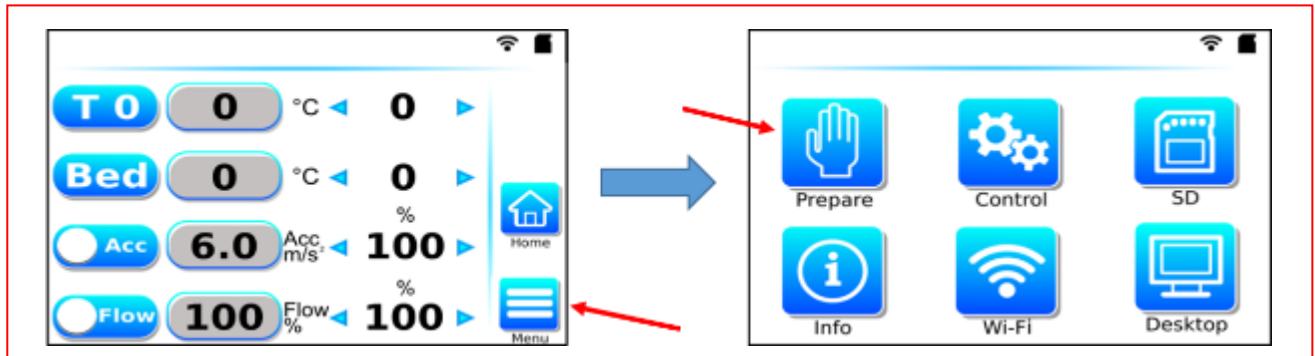 T 0 0 °C 0
Bed 0 °C 0
%
Acc 6.0 Acc m/s² 100
Home
%
Flow 100 Flow % 100
Menu
Prepare Control SD
Info Wi-Fi Desktop